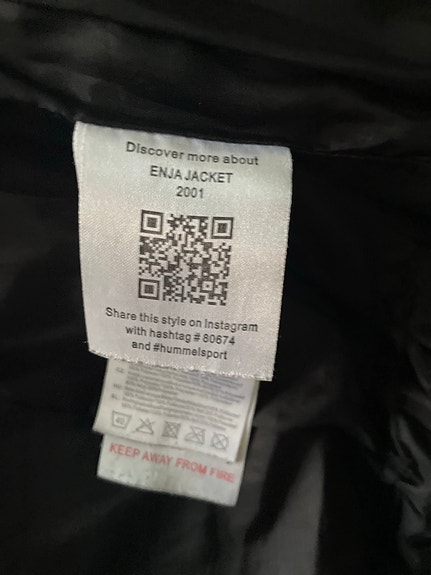 Discover more about
ENJA JACKET
2001
Share this style on Instagram
with hashtag # 80674
and #hummelsport
40
KEEP AWAY FROM FIRE